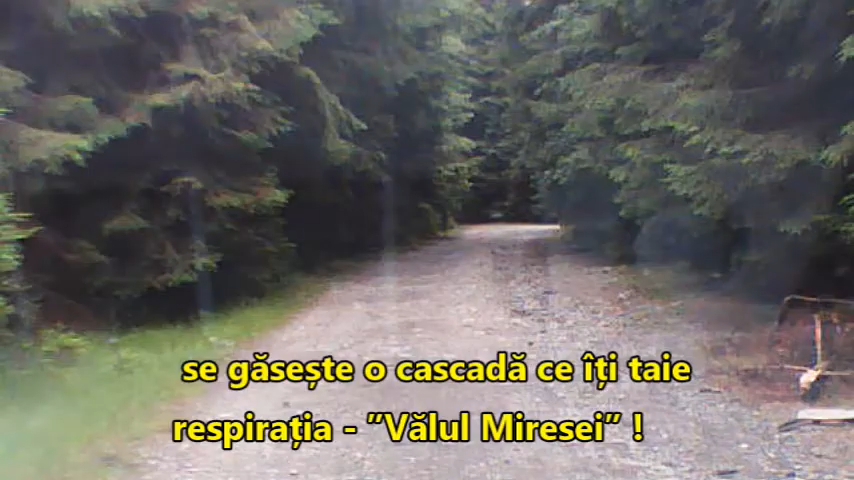 se găsește o cascadă ce îți taie
respirația - ”Vălul Miresei” !